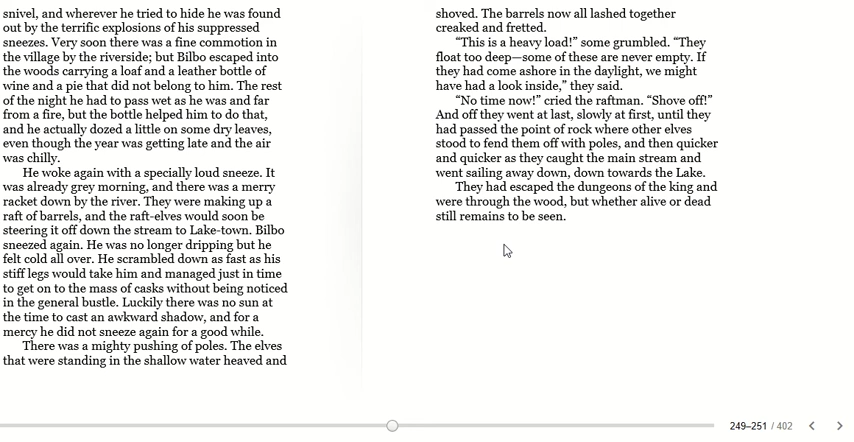 snivel, and wherever he tried to hide he was found
out by the terrific explosions of his suppressed
sneezes. Very soon there was a fine commotion in
the village by the riverside; but Bilbo escaped into
the woods carrying a loaf and a leather bottle of
wine and a pie that did not belong to him. The rest
of the night he had to pass wet as he was and far
from a fire, but the bottle helped him to do that,
and he actually dozed a little on some dry leaves,
even though the year was getting late and the air
was chilly.
He woke again with a specially loud sneeze. It
was already grey morning, and there was a merry
racket down by the river. They were making up a
raft of barrels, and the raft-elves would soon be
steering it off down the stream to Lake-town. Bilbo
sneezed again. He was no longer dripping but he
felt cold all over. He scrambled down as fast as his
stiff legs would take him and managed just in time
to get on to the mass of casks without being noticed
in the general bustle. Luckily there was no sun at
the time to cast an awkward shadow, and for a
mercy he did not sneeze again for a good while.
There was a mighty pushing of poles. The elves
that were standing in the shallow water heaved and
shoved. The barrels now all lashed together
creaked and fretted.
“This is a heavy load!” some grumbled. “They
float too deep—some of these are never empty. If
they had come ashore in the daylight, we might
have had a look inside,” they said.
“No time now!” cried the raftman. “Shove off!”
And off they went at last, slowly at first, until they
had passed the point of rock where other elves
stood to fend them off with poles, and then quicker
and quicker as they caught the main stream and
went sailing away down, down towards the Lake.
They had escaped the dungeons of the king and
were through the wood, but whether alive or dead
still remains to be seen.
249–251 / 402